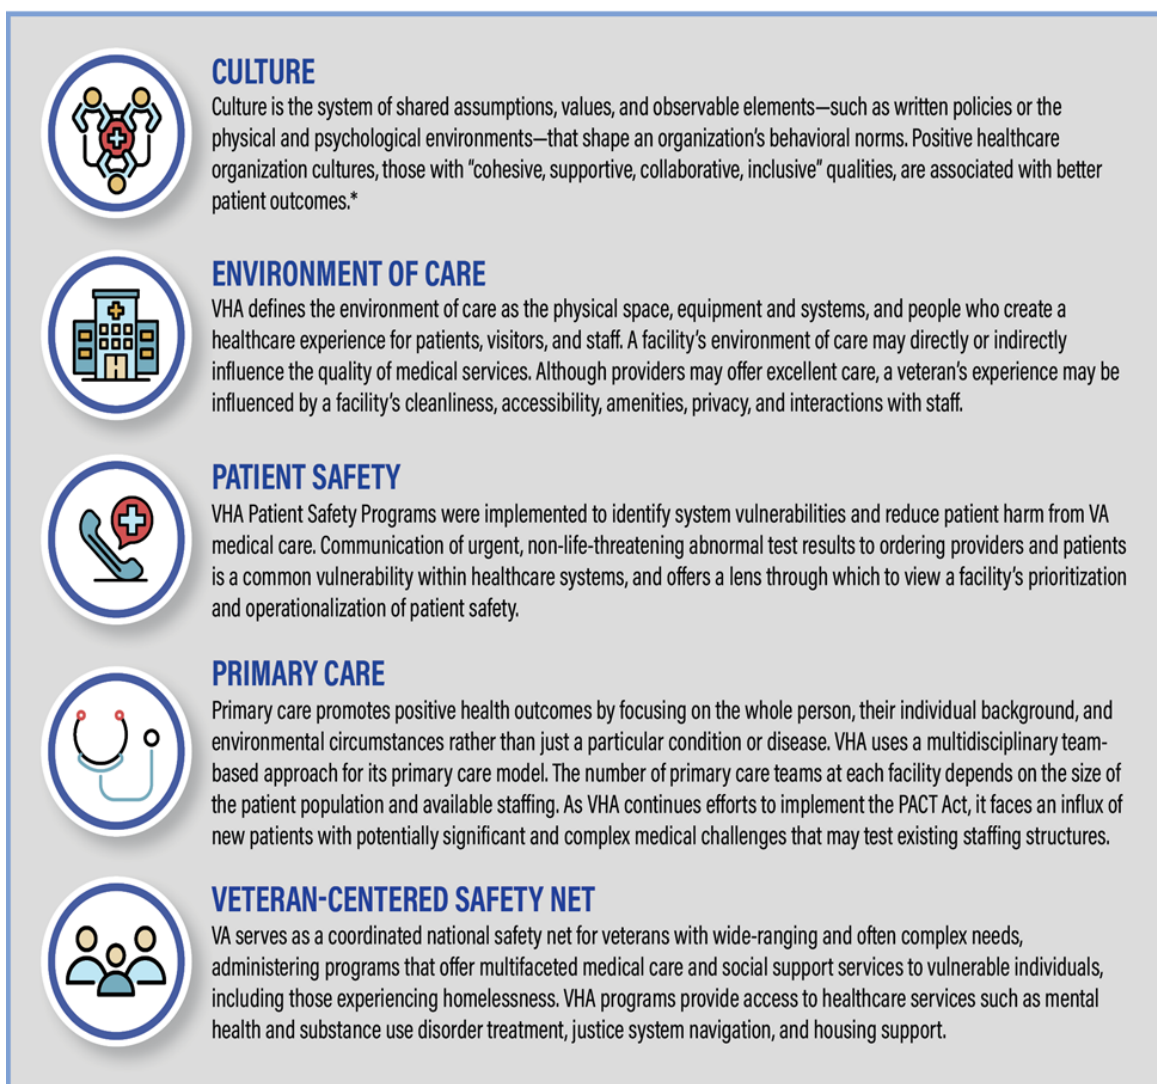 CULTURE
Culture is the system of shared assumptions, values, and observable elements—such as written policies or the
physical and psychological environments—that shape an organization’s behavioral norms. Positive healthcare
organization cultures, those with “cohesive, supportive, collaborative, inclusive” qualities, are associated with better
patient outcomes.*
ENVIRONMENT OF CARE
VHA defines the environment of care as the physical space, equipment and systems, and people who create a
healthcare experience for patients, visitors, and staff. A facility’s environment of care may directly or indirectly
influence the quality of medical services. Although providers may offer excellent care, a veteran’s experience may be
influenced by a facility’s cleanliness, accessibility, amenities, privacy, and interactions with staff.
PATIENT SAFETY
VHA Patient Safety Programs were implemented to identify system vulnerabilities and reduce patient harm from VA
medical care. Communication of urgent, non-life-threatening abnormal test results to ordering providers and patients
is a common vulnerability within healthcare systems, and offers a lens through which to view a facility’s prioritization
and operationalization of patient safety.
PRIMARY CARE
Primary care promotes positive health outcomes by focusing on the whole person, their individual background, and
environmental circumstances rather than just a particular condition or disease. VHA uses a multidisciplinary team-
based approach for its primary care model. The number of primary care teams at each facility depends on the size of
the patient population and available staffing. As VHA continues efforts to implement the PACT Act, it faces an influx of
new patients with potentially significant and complex medical challenges that may test existing staffing structures.
VETERAN-CENTERED SAFETY NET
VA serves as a coordinated national safety net for veterans with wide-ranging and often complex needs,
administering programs that offer multifaceted medical care and social support services to vulnerable individuals,
including those experiencing homelessness. VHA programs provide access to healthcare services such as mental
health and substance use disorder treatment, justice system navigation, and housing support.